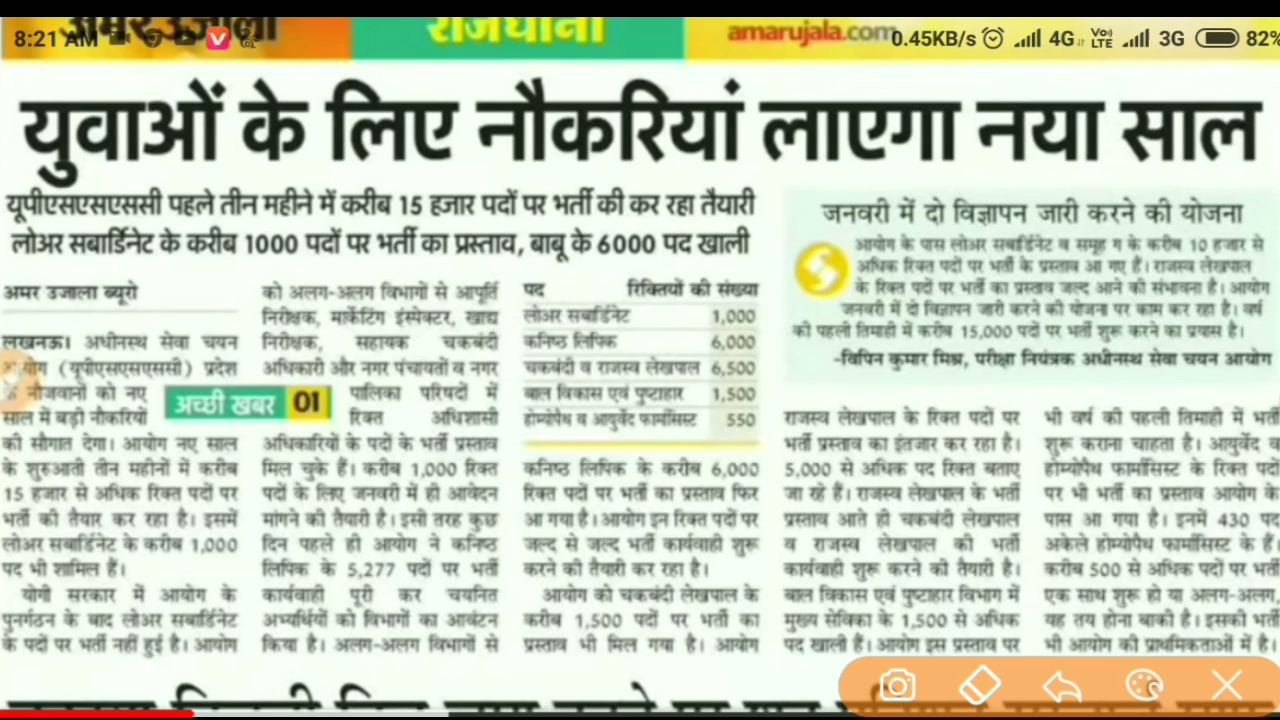 8:21 AM
अमर उजाला
राजधानी
amarujala.com
0.45KB/s
4G
VoLTE
3G
82%
युवाओं के लिए नौकरियां लाएगा नया साल
यूपीएसएसएससी पहले तीन महीने में करीब 15 हजार पदों पर भर्ती की कर रहा तैयारी
लोअर सबार्डिनेट के करीब 1000 पदों पर भर्ती का प्रस्ताव, बाबू के 6000 पद खाली
अमर उजाला ब्यूरो
लखनऊ। अधीनस्थ सेवा चयन
आयोग (यूपीएसएसएससी) प्रदेश
के नौजवानों को नए
साल में बड़ी नौकरियों
की सौगात देगा। आयोग नए साल
के शुरुआती तीन महीनों में करीब
15 हजार से अधिक रिक्त पदों पर
भर्ती की तैयार कर रहा है। इसमें
लोअर सबार्डिनेट के करीब 1,000
पद भी शामिल हैं।
योगी सरकार में आयोग के
पुनर्गठन के बाद लोअर सबार्डिनेट
के पदों पर भर्ती नहीं हुई है। आयोग
अच्छी खबर 01
को अलग-अलग विभागों से आपूर्ति
निरीक्षक, मार्केटिंग इंस्पेक्टर, खाद्य
निरीक्षक, सहायक चकबंदी
अधिकारी और नगर पंचायतों व नगर
पालिका परिषदों में
रिक्त अधिशासी
अधिकारियों के पदों के भर्ती प्रस्ताव
मिल चुके हैं। करीब 1,000 रिक्त
पदों के लिए जनवरी में ही आवेदन
मांगने की तैयारी है। इसी तरह कुछ
दिन पहले ही आयोग ने कनिष्ठ
लिपिक के 5,277 पदों पर भर्ती
कार्यवाही पूरी कर चयनित
अभ्यर्थियों को विभागों का आवंटन
किया है। अलग-अलग विभागों से
पद रिक्तियों की संख्या
लोअर सबार्डिनेट 1,000
कनिष्ठ लिपिक 6,000
चकबंदी व राजस्व लेखपाल 6,500
बाल विकास एवं पुष्टाहार 1,500
होम्योपैथ व आयुर्वेद फार्मासिस्ट 550
कनिष्ठ लिपिक के करीब 6,000
रिक्त पदों पर भर्ती का प्रस्ताव फिर
आ गया है। आयोग इन रिक्त पदों पर
जल्द से जल्द भर्ती कार्यवाही शुरू
करने की तैयारी कर रहा है।
आयोग को चकबंदी लेखपाल के
करीब 1,500 पदों पर भर्ती का
प्रस्ताव भी मिल गया है। आयोग
जनवरी में दो विज्ञापन जारी करने की योजना
आयोग के पास लोअर सबार्डिनेट व समूह ग के करीब 10 हजार से
अधिक रिक्त पदों पर भर्ती के प्रस्ताव आ गए हैं। राजस्व लेखपाल
के रिक्त पदों पर भर्ती का प्रस्ताव जल्द आने की संभावना है। आयोग
जनवरी में दो विज्ञापन जारी करने की योजना पर काम कर रहा है। वर्ष
की पहली तिमाही में करीब 15,000 पदों पर भर्ती शुरू करने का प्रयास है।
-विपिन कुमार मिश्र, परीक्षा नियंत्रक अधीनस्थ सेवा चयन आयोग
राजस्व लेखपाल के रिक्त पदों पर
भर्ती प्रस्ताव का इंतजार कर रहा है।
5,000 से अधिक पद रिक्त बताए
जा रहे हैं। राजस्व लेखपाल के भर्ती
प्रस्ताव आते ही चकबंदी लेखपाल
व राजस्व लेखपाल की भर्ती
कार्यवाही शुरू करने की तैयारी है।
बाल विकास एवं पुष्टाहार विभाग में
मुख्य सेविका के 1,500 से अधिक
पद खाली हैं। आयोग इस प्रस्ताव पर
भी वर्ष की पहली तिमाही में भर्ती
शुरू कराना चाहता है। आयुर्वेद व
होम्योपैथ फार्मासिस्ट के रिक्त पदों
पर भी भर्ती का प्रस्ताव आयोग के
पास आ गया है। इनमें 430 पद
अकेले होम्योपैथ फार्मासिस्ट के हैं।
करीब 500 से अधिक पदों पर भर्ती
एक साथ शुरू हो या अलग-अलग,
यह तय होना बाकी है। इसकी भर्ती
भी आयोग की प्राथमिकताओं में है।